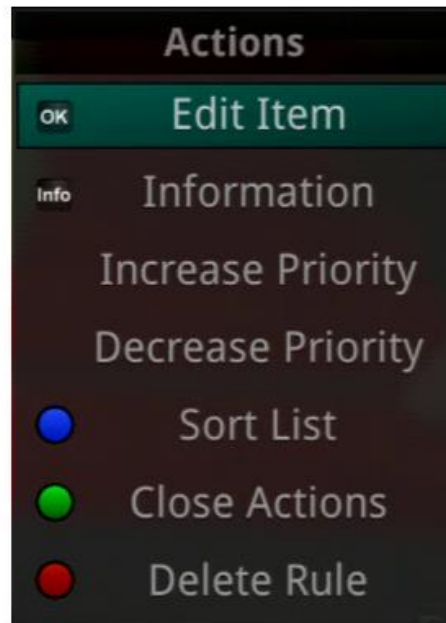 Actions
OK Edit Item
Info Information
Increase Priority
Decrease Priority
Sort List
Close Actions
Delete Rule